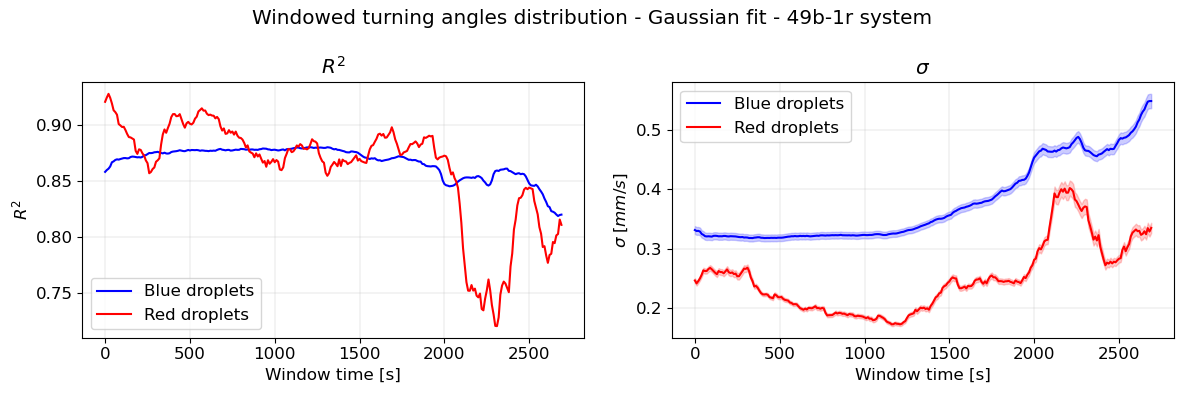 Windowed turning angles distribution - Gaussian fit - 49b-1r system
R²
R²
0.90
0.85
0.80
0.75
Blue droplets
Red droplets
0 500 1000 1500 2000 2500
Window time [s]
σ
σ [mm/s]
0.5
0.4
0.3
0.2
Blue droplets
Red droplets
0 500 1000 1500 2000 2500
Window time [s]